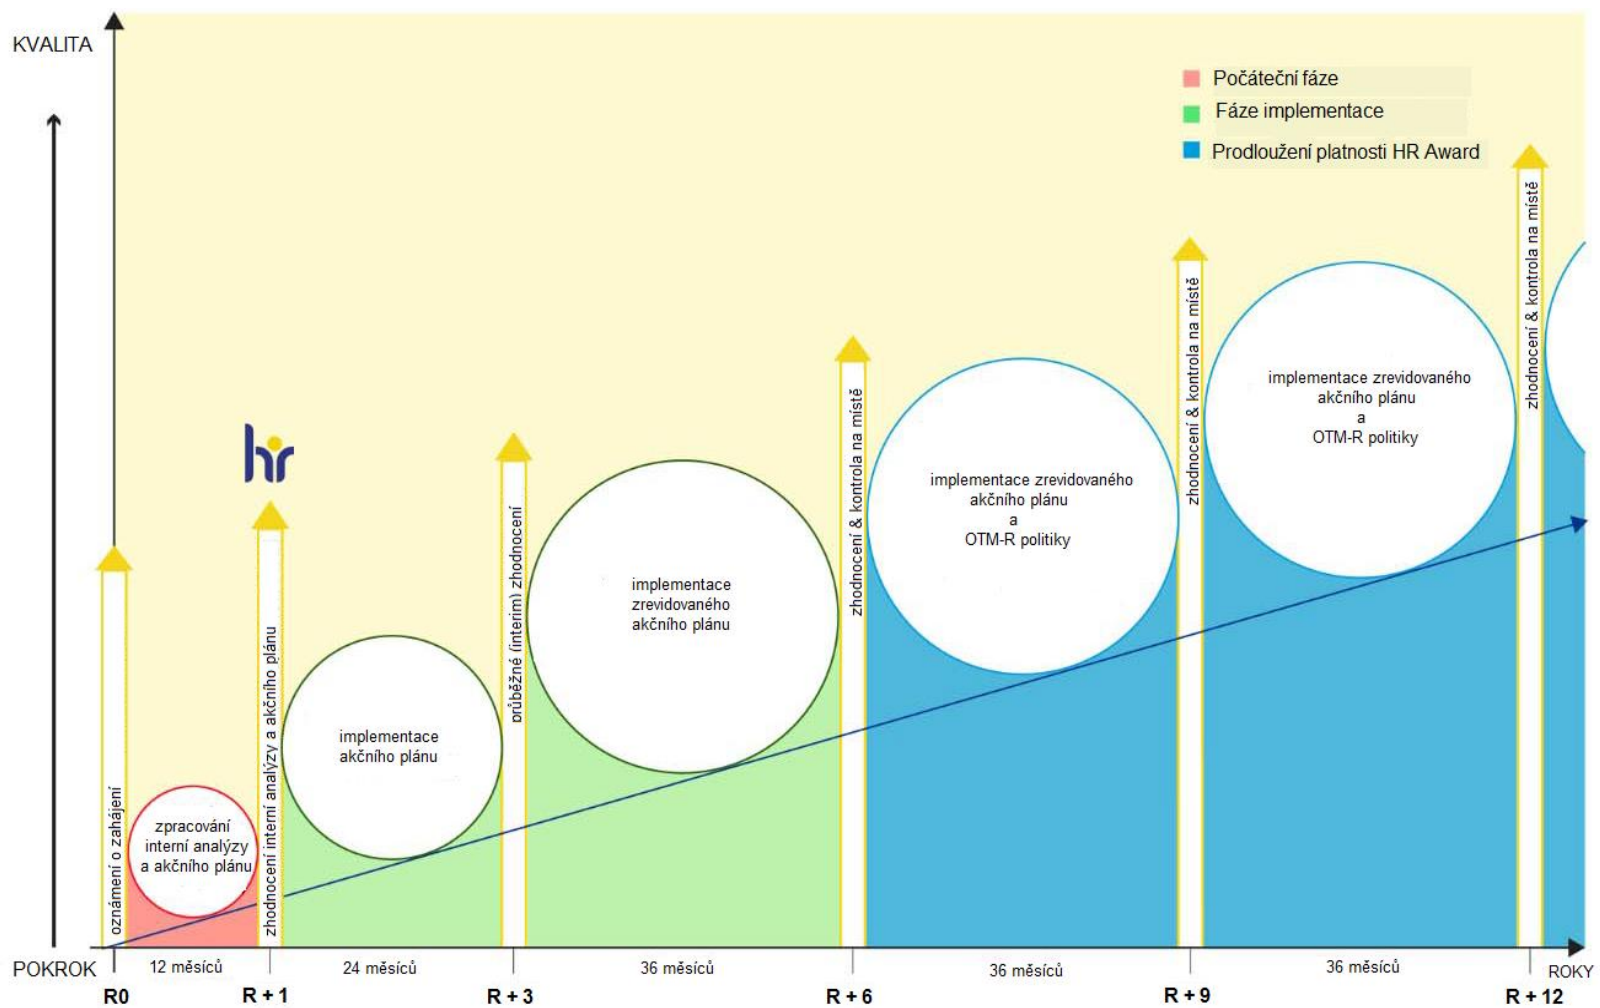 KVALITA
Počáteční fáze
Fáze implementace
Prodloužení platnosti HR Award
hr
oznámení o zahájení
zpracování
interní analýzy
a akčního plánu
zhodnocení interní analýzy a akčního plánu
implementace
akčního plánu
průběžné (interim) zhodnocení
implementace
zrevidovaného
akčního plánu
zhodnocení & kontrola na místě
implementace zrevidovaného
akčního plánu
a
OTM-R politiky
zhodnocení & kontrola na místě
implementace zrevidovaného
akčního plánu
a
OTM-R politiky
zhodnocení & kontrola na místě
POKROK
12 měsíců
24 měsíců
36 měsíců
36 měsíců
36 měsíců
ROKY
R0
R + 1
R + 3
R + 6
R + 9
R + 12